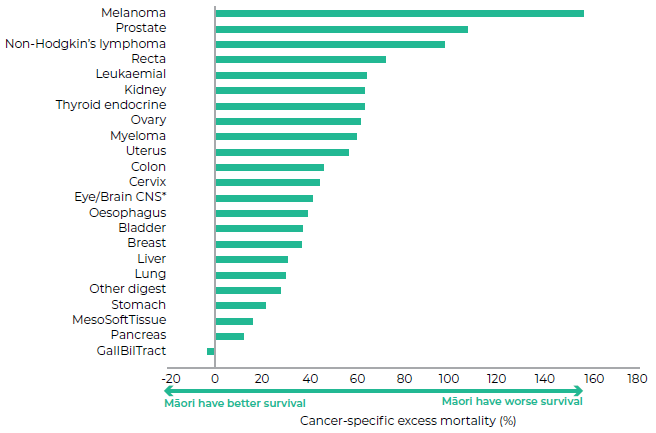 Melanoma
Prostate
Non-Hodgkin's lymphoma
Recta
Leukaemial
Kidney
Thyroid endocrine
Ovary
Myeloma
Uterus
Colon
Cervix
Eye/Brain CNS*
Oesophagus
Bladder
Breast
Liver
Lung
Other digest
Stomach
MesoSoftTissue
Pancreas
GallBilTract
-20 0 20 40 60 80 100 120 140 160 180
Māori have better survival Māori have worse survival
Cancer-specific excess mortality (%)